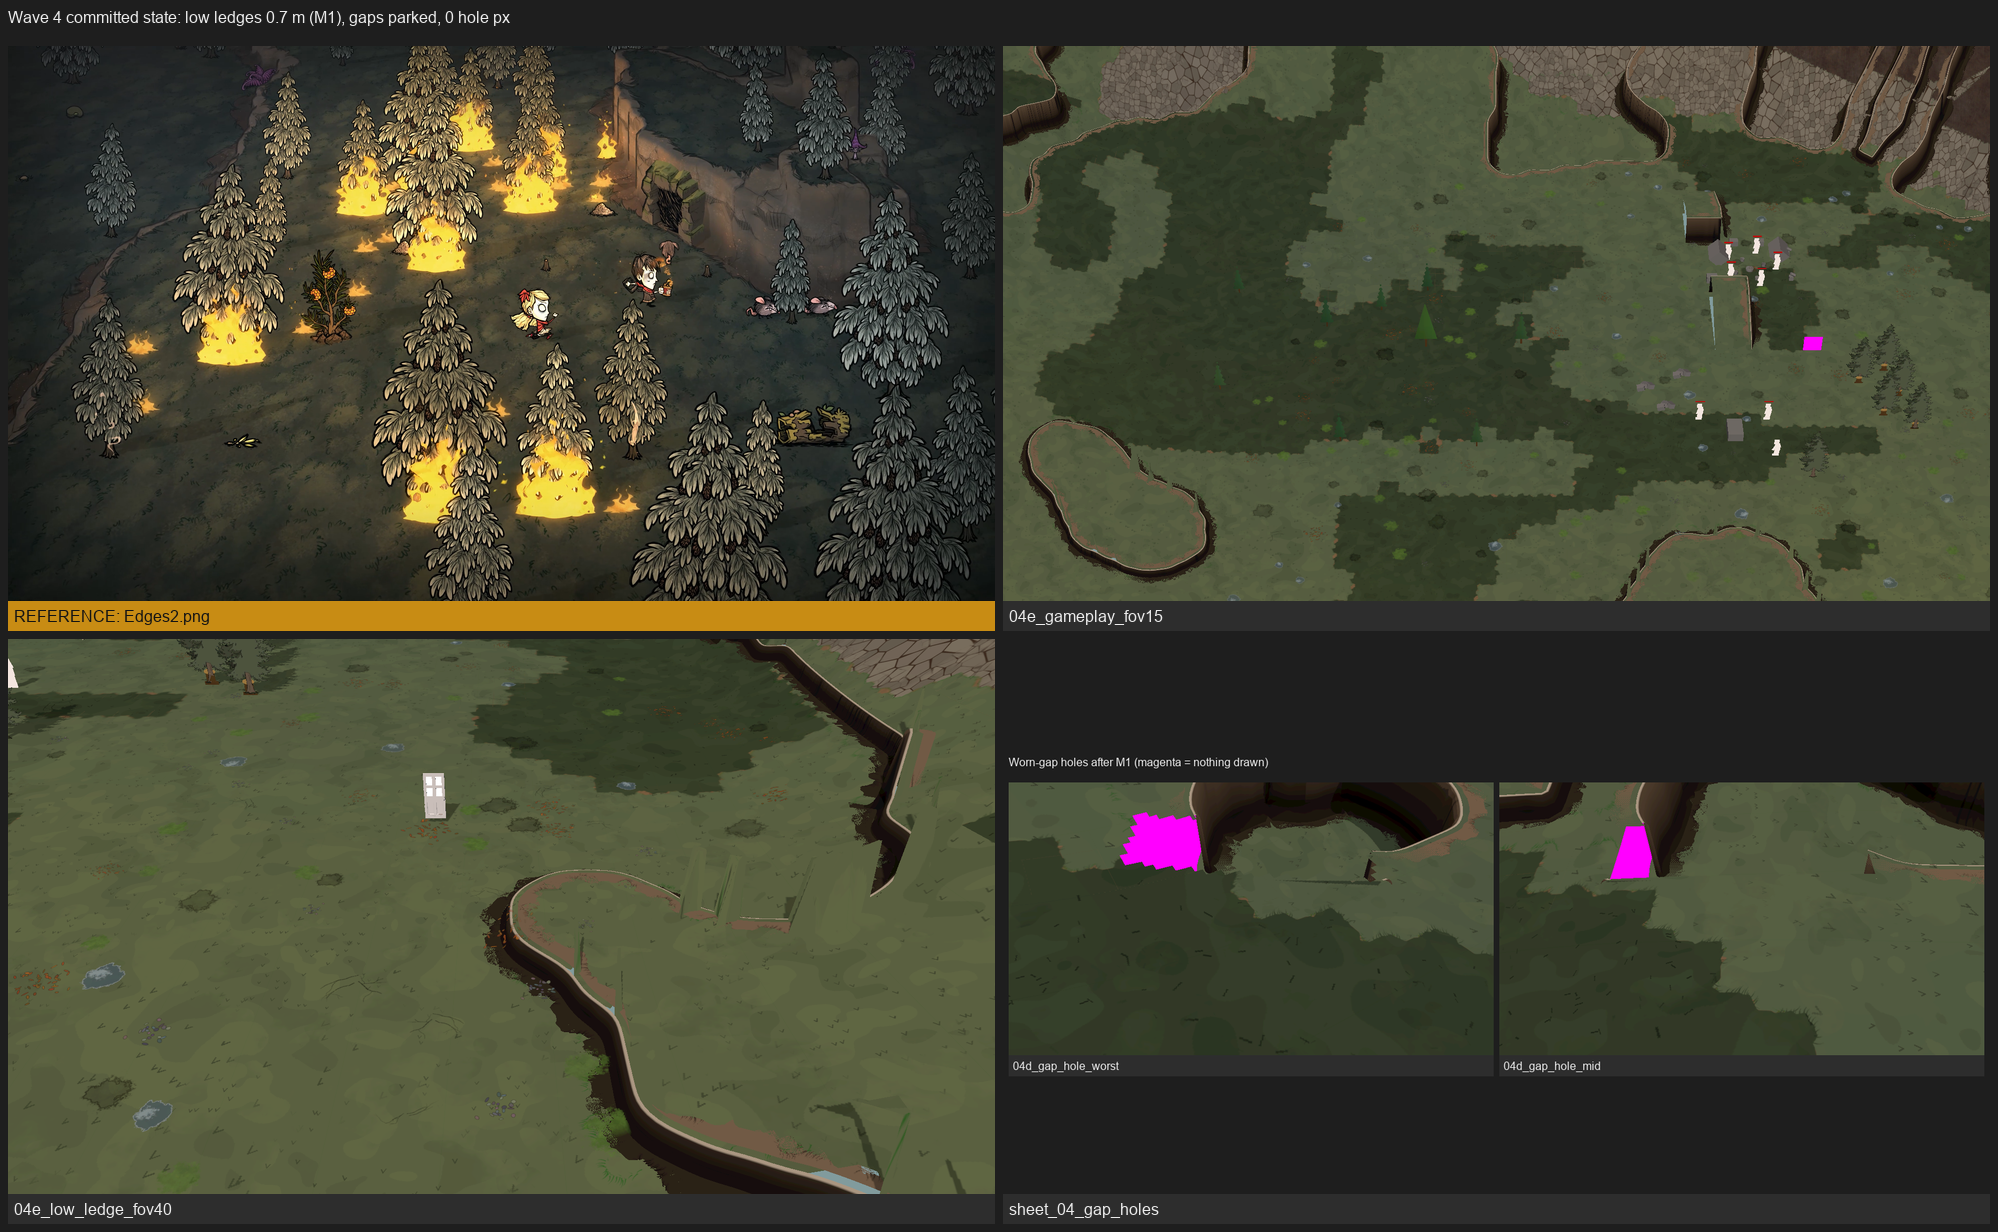 Wave 4 committed state: low ledges 0.7 m (M1), gaps parked, 0 hole px
REFERENCE: Edges2.png
04e_gameplay_fov15
Worn-gap holes after M1 (magenta = nothing drawn)
04d_gap_hole_worst
04d_gap_hole_mid
04e_low_ledge_fov40
sheet_04_gap_holes